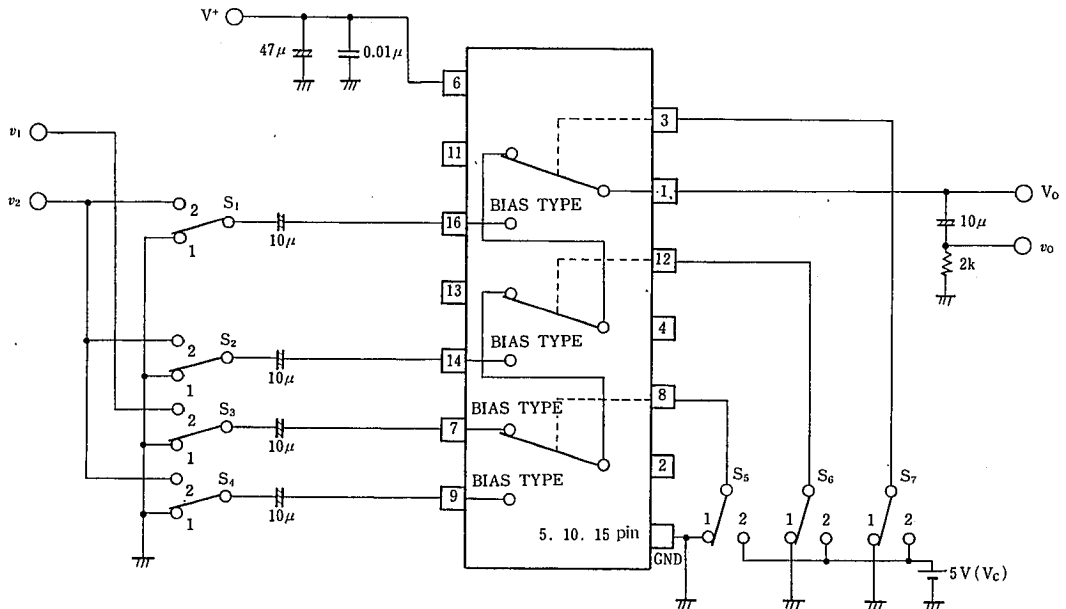 V⁺
47μ
0.01μ
6
3
v₁
11
v₂
2
S₁
1
10μ
16
BIAS TYPE
1
V₀
10μ
v₀
2k
12
13
4
2
S₂
1
10μ
14
BIAS TYPE
8
2
S₃
1
10μ
7
BIAS TYPE
2
2
S₄
1
10μ
9
BIAS TYPE
5. 10. 15 pin
GND
S₅
1
2
S₆
1
2
S₇
1
2
5V(Vc)